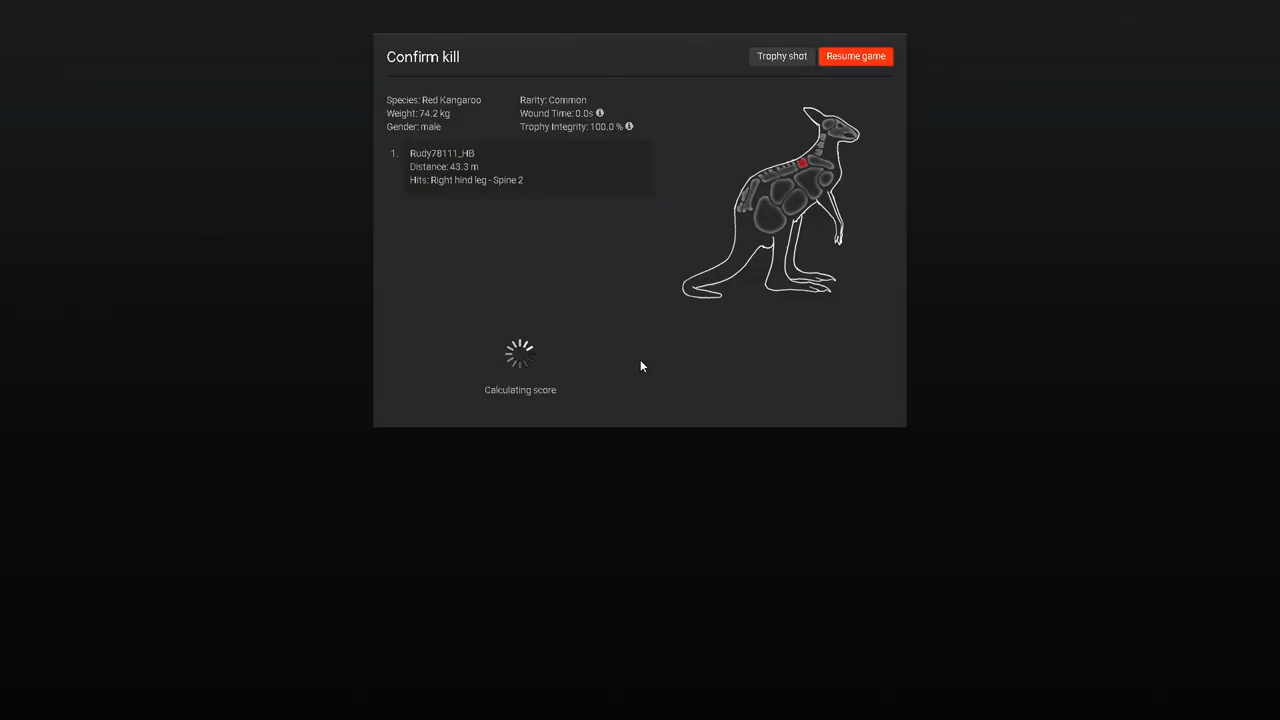 Confirm kill
Trophy shot
Resume game
Species: Red Kangaroo
Rarity: Common
Weight: 74.2 kg
Wound Time: 0.0s
Gender: male
Trophy Integrity: 100.0 %
1. Rudy78111_HB
Distance: 43.3 m
Hits: Right hind leg - Spine 2
Calculating score